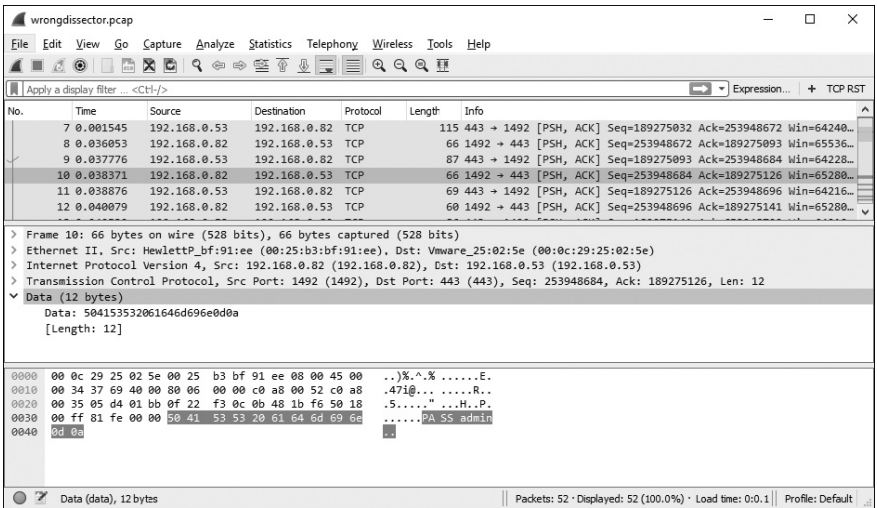 wrongdissector.pcap
File Edit View Go Capture Analyze Statistics Telephony Wireless Tools Help
Apply a display filter ... <Ctrl-/> Expression... + TCP RST
No. Time Source Destination Protocol Length Info
7 0.001545 192.168.0.53 192.168.0.82 TCP 115 443 → 1492 [PSH, ACK] Seq=189275032 Ack=253948672 Win=64240…
8 0.036053 192.168.0.82 192.168.0.53 TCP 66 1492 → 443 [PSH, ACK] Seq=253948672 Ack=189275093 Win=65536…
9 0.037776 192.168.0.53 192.168.0.82 TCP 87 443 → 1492 [PSH, ACK] Seq=189275093 Ack=253948684 Win=64228…
10 0.038371 192.168.0.82 192.168.0.53 TCP 66 1492 → 443 [PSH, ACK] Seq=253948684 Ack=189275126 Win=65280…
11 0.038876 192.168.0.53 192.168.0.82 TCP 69 443 → 1492 [PSH, ACK] Seq=189275126 Ack=253948696 Win=64216…
12 0.040079 192.168.0.82 192.168.0.53 TCP 60 1492 → 443 [PSH, ACK] Seq=253948696 Ack=189275141 Win=65280…
> Frame 10: 66 bytes on wire (528 bits), 66 bytes captured (528 bits)
> Ethernet II, Src: HewlettP_bf:91:ee (00:25:b3:bf:91:ee), Dst: Vmware_25:02:5e (00:0c:29:25:02:5e)
> Internet Protocol Version 4, Src: 192.168.0.82 (192.168.0.82), Dst: 192.168.0.53 (192.168.0.53)
> Transmission Control Protocol, Src Port: 1492 (1492), Dst Port: 443 (443), Seq: 253948684, Ack: 189275126, Len: 12
Data (12 bytes)
Data: 504153532061646d696e0d0a
[Length: 12]
0000 00 0c 29 25 02 5e 00 25 b3 bf 91 ee 08 00 45 00 ..)%.^.% ......E.
0010 00 34 37 69 40 00 80 06 00 00 c0 a8 00 52 c0 a8 .47i@... .....R..
0020 00 35 05 d4 01 bb 0f 22 f3 0c 0b 48 1b f6 50 18 .5....." ...H..P.
0030 00 ff 81 fe 00 00 50 41 53 53 20 61 64 6d 69 6e ......PA SS admin
0040 0d 0a ..
Data (data), 12 bytes Packets: 52 · Displayed: 52 (100.0%) · Load time: 0:0.1 Profile: Default